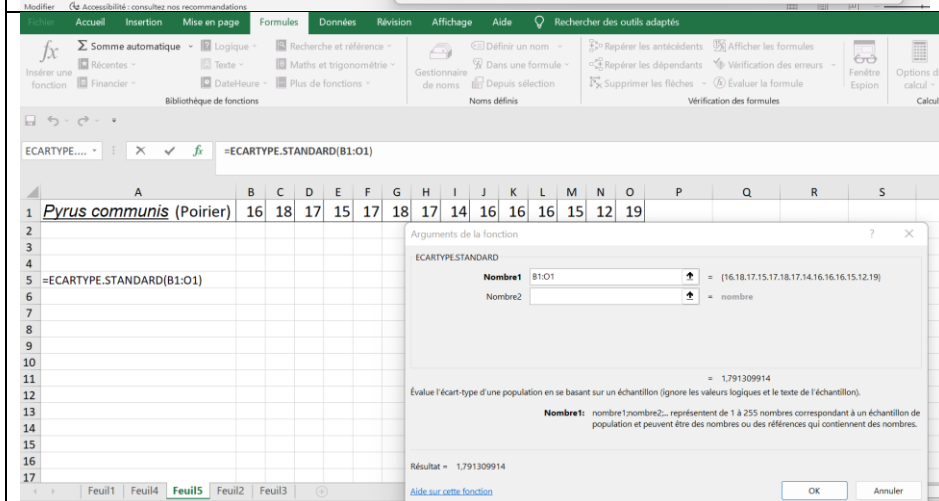 Modifier Accessibilité : consultez nos recommandations
Fichier Accueil Insertion Mise en page Formules Données Révision Affichage Aide Rechercher des outils adaptés
fx Insérer une fonction
Σ Somme automatique Logique Recherche et référence
Récentes Texte Maths et trigonométrie
Financier DateHeure Plus de fonctions
Bibliothèque de fonctions
Gestionnaire de noms
Définir un nom
Dans une formule
Depuis sélection
Noms définis
Repérer les antécédents Afficher les formules
Repérer les dépendants Vérification des erreurs
Supprimer les flèches Évaluer la formule
Vérification des formules
Fenêtre Espion
Options d
calcul
Calcul
ECARTYPE.... fx =ECARTYPE.STANDARD(B1:O1)
A B C D E F G H I J K L M N O P Q R S
1 Pyrus communis (Poirier) 16 18 17 15 17 18 17 14 16 16 16 15 12 19
2
3
4
5 =ECARTYPE.STANDARD(B1:O1)
6
7
8
9
10
11
12
13
14
15
16
17
Arguments de la fonction ? ×
ECARTYPE.STANDARD
Nombre1 B1:O1 = {16.18.17.15.17.18.17.14.16.16.16.15.12.19}
Nombre2 = nombre
= 1,791309914
Évalue l'écart-type d'une population en se basant sur un échantillon (ignore les valeurs logiques et le texte de l'échantillon).
Nombre1: nombre1;nombre2;... représentent de 1 à 255 nombres correspondant à un échantillon de
population et peuvent être des nombres ou des références qui contiennent des nombres.
Résultat = 1,791309914
Aide sur cette fonction OK Annuler
Feuil1 Feuil4 Feuil5 Feuil2 Feuil3